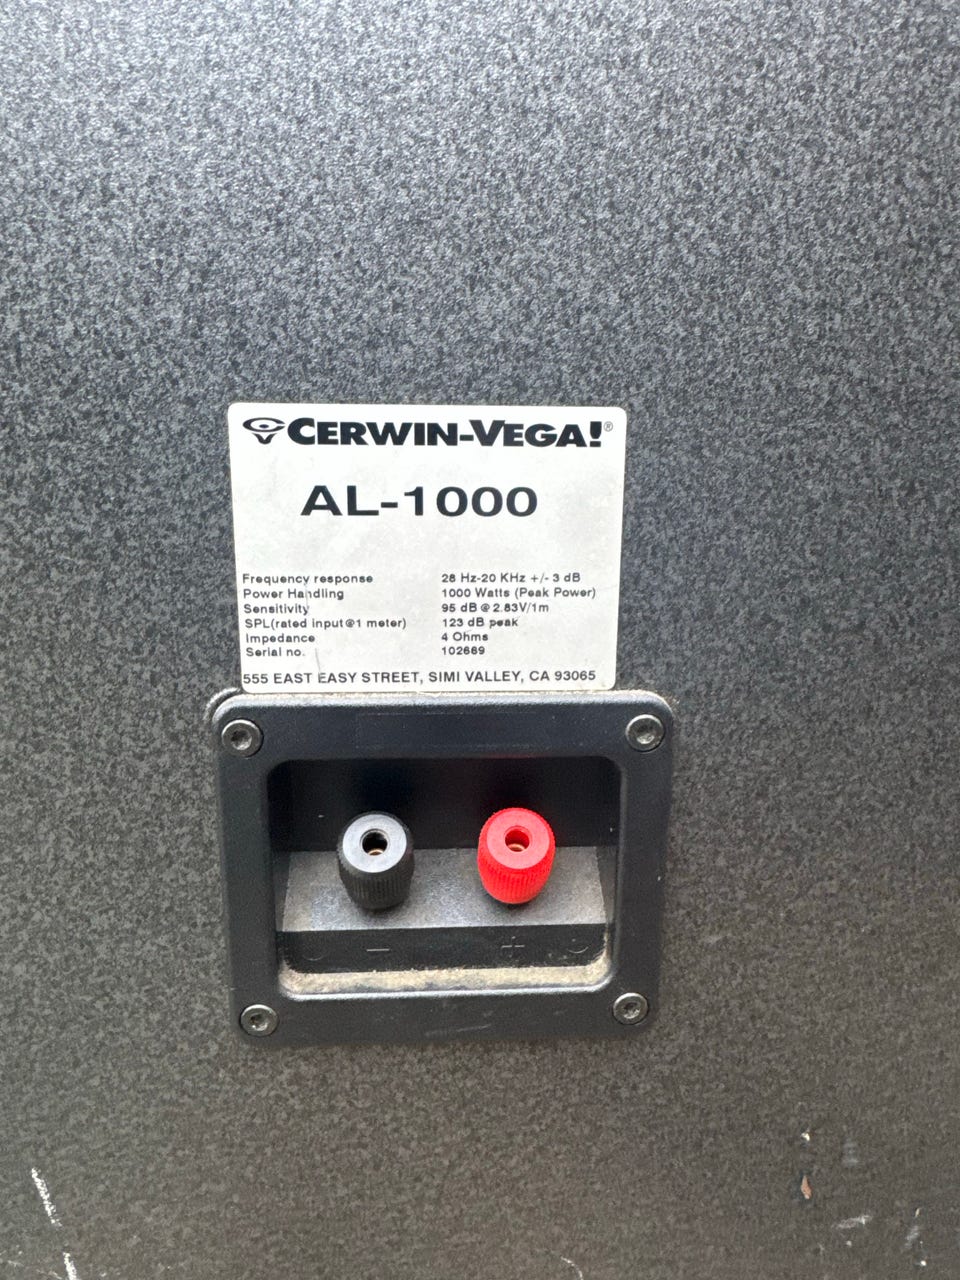 CERWIN-VEGA!®
AL-1000
Frequency response 28 Hz-20 KHz +/- 3 dB
Power Handling 1000 Watts (Peak Power)
Sensitivity 95 dB @ 2.83V/1m
SPL(rated input@1 meter) 123 dB peak
Impedance 4 Ohms
Serial no. 102669
555 EAST EASY STREET, SIMI VALLEY, CA 93065
− +